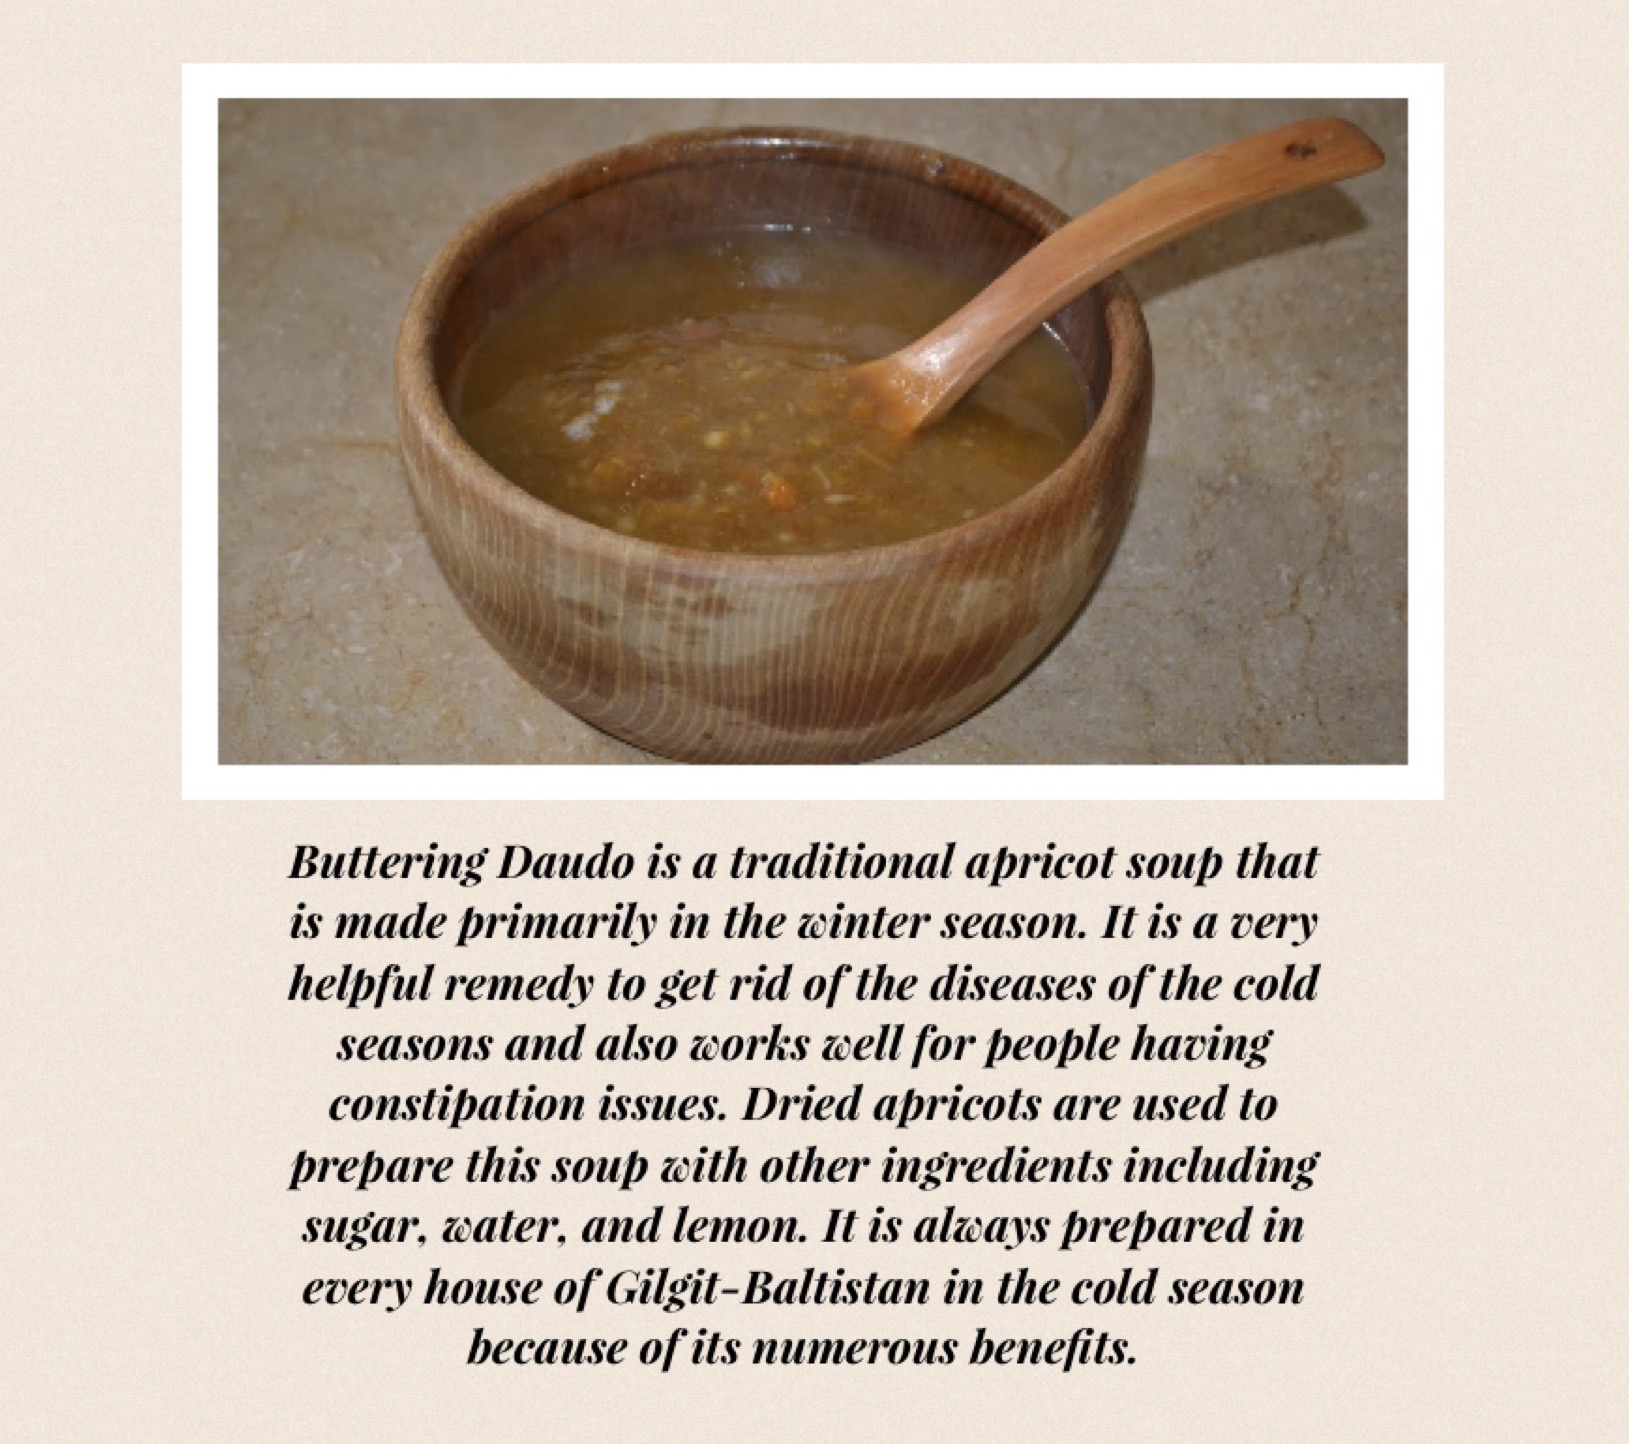 Buttering Daudo is a traditional apricot soup that
is made primarily in the winter season. It is a very
helpful remedy to get rid of the diseases of the cold
seasons and also works well for people having
constipation issues. Dried apricots are used to
prepare this soup with other ingredients including
sugar, water, and lemon. It is always prepared in
every house of Gilgit-Baltistan in the cold season
because of its numerous benefits.